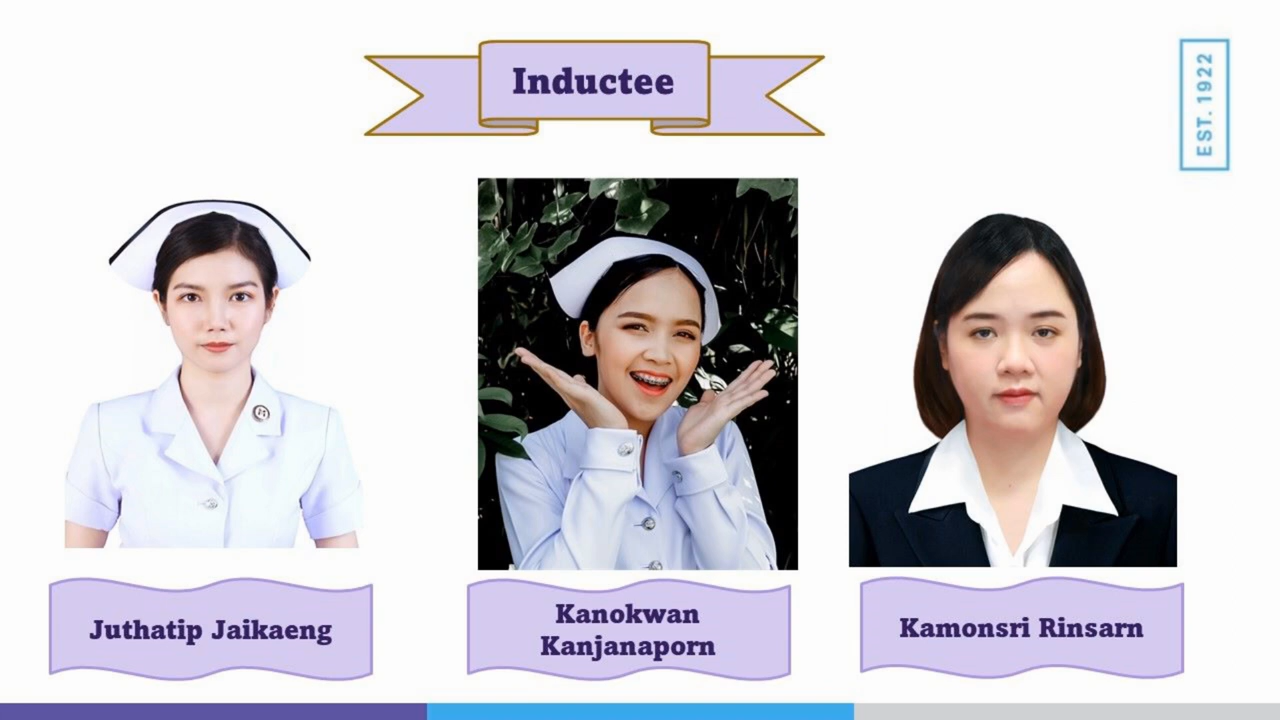 Inductee
EST. 1922
Juthatip Jaikaeng
Kanokwan
Kanjanaporn
Kamonsri Rinsarn